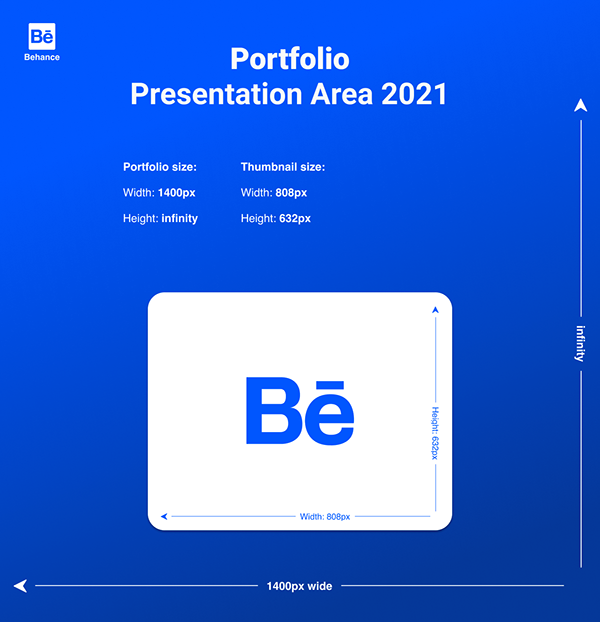 Bē
Behance
Portfolio
Presentation Area 2021
Portfolio size:
Width: 1400px
Height: infinity
Thumbnail size:
Width: 808px
Height: 632px
infinity
Bē
Height: 632px
Width: 808px
1400px wide